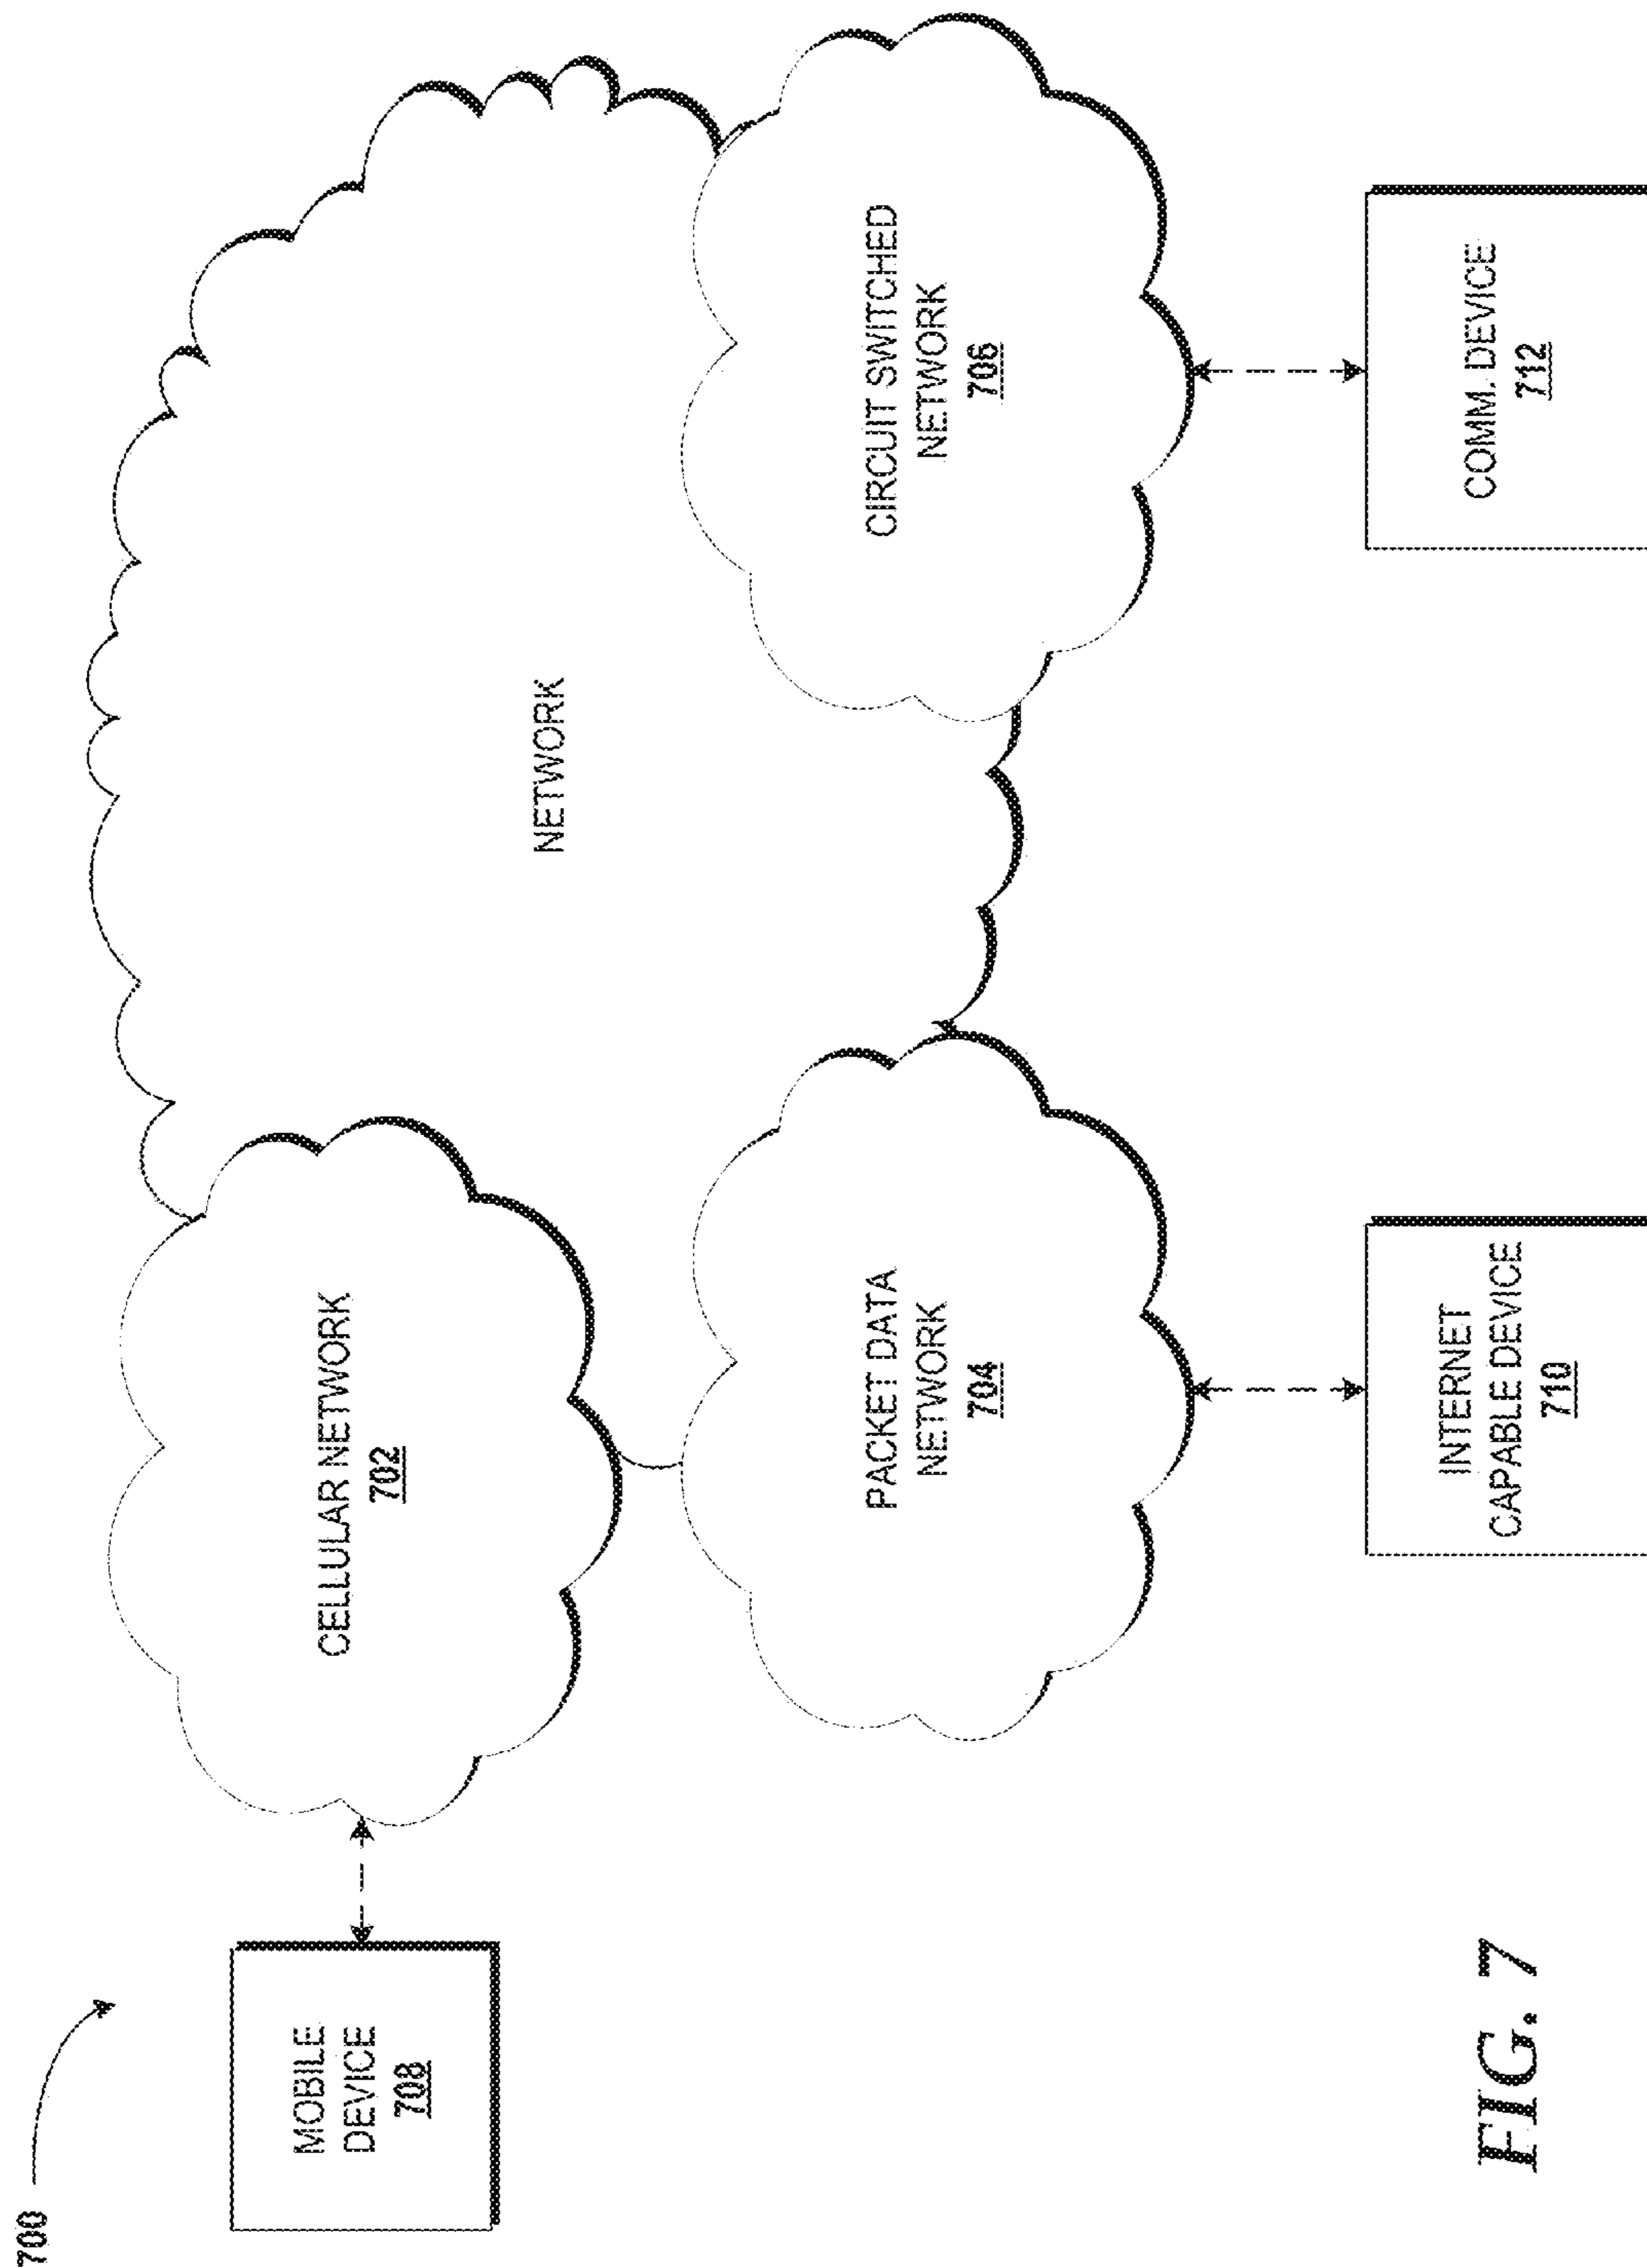 700
MOBILE
DEVICE
708
CELLULAR NETWORK
702
NETWORK
PACKET DATA
NETWORK
704
CIRCUIT SWITCHED
NETWORK
706
INTERNET
CAPABLE DEVICE
710
COMM. DEVICE
712
FIG. 7